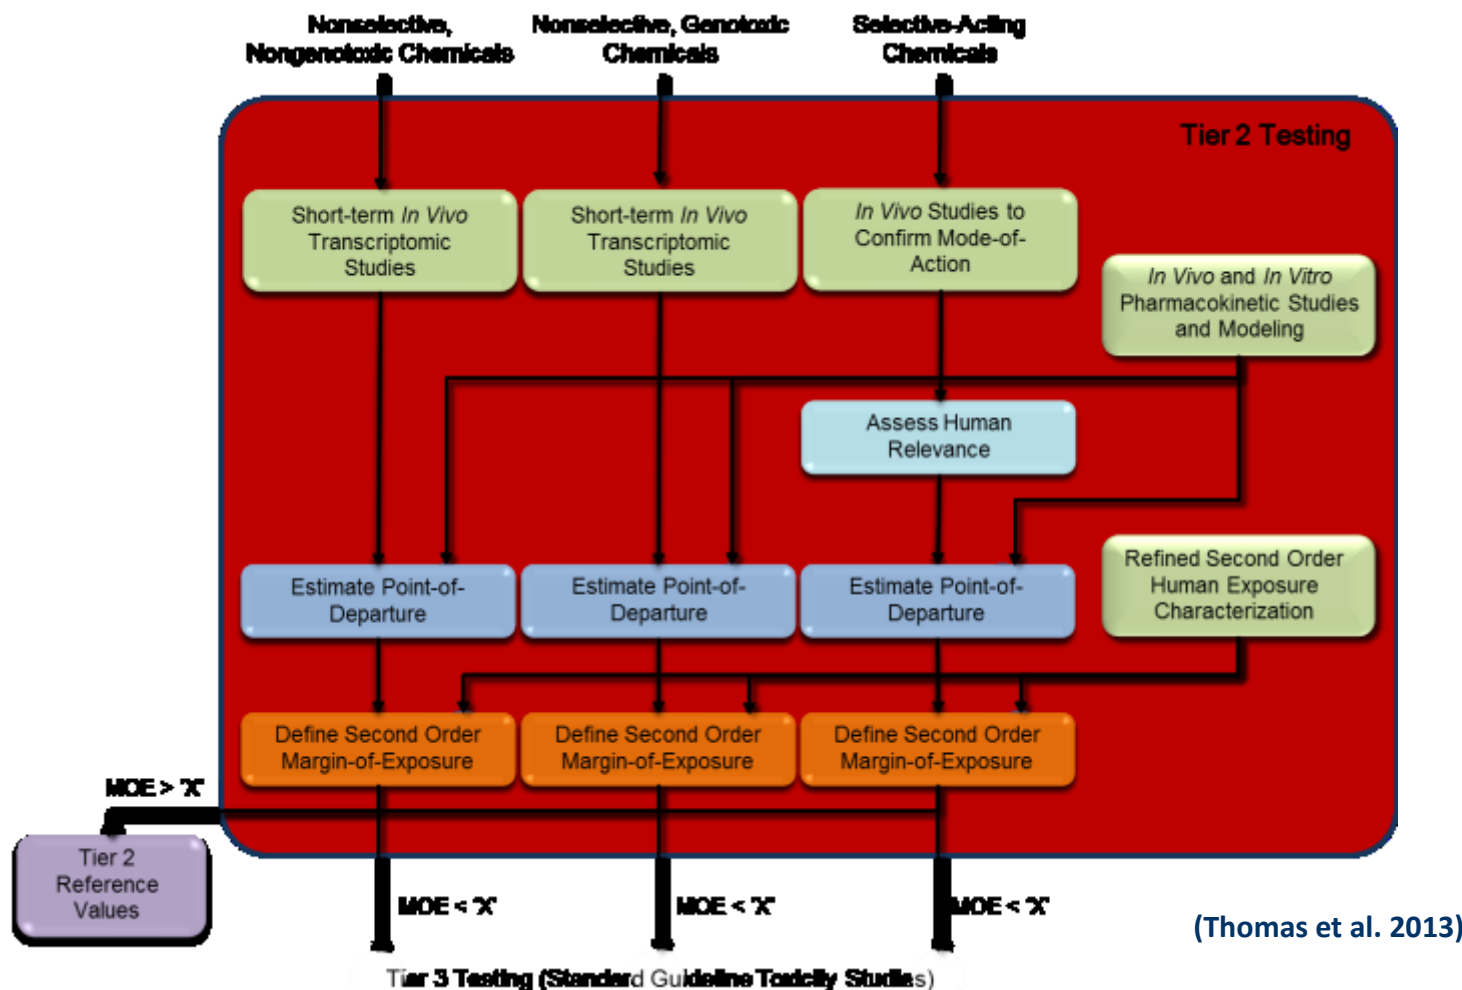 Nonselective,
Nongenotoxic Chemicals
Nonselective, Genotoxic
Chemicals
Selective-Acting
Chemicals
Tier 2 Testing
Short-term In Vivo
Transcriptomic
Studies
Short-term In Vivo
Transcriptomic
Studies
In Vivo Studies to
Confirm Mode-of-
Action
In Vivo and In Vitro
Pharmacokinetic Studies
and Modeling
Assess Human
Relevance
Estimate Point-of-
Departure
Estimate Point-of-
Departure
Estimate Point-of-
Departure
Refined Second Order
Human Exposure
Characterization
Define Second Order
Margin-of-Exposure
Define Second Order
Margin-of-Exposure
Define Second Order
Margin-of-Exposure
MOE > "X"
Tier 2
Reference
Values
MOE < "X"
MOE < "X"
MOE < "X"
(Thomas et al. 2013)
Tier 3 Testing (Standard Guideline Toxicity Studies)